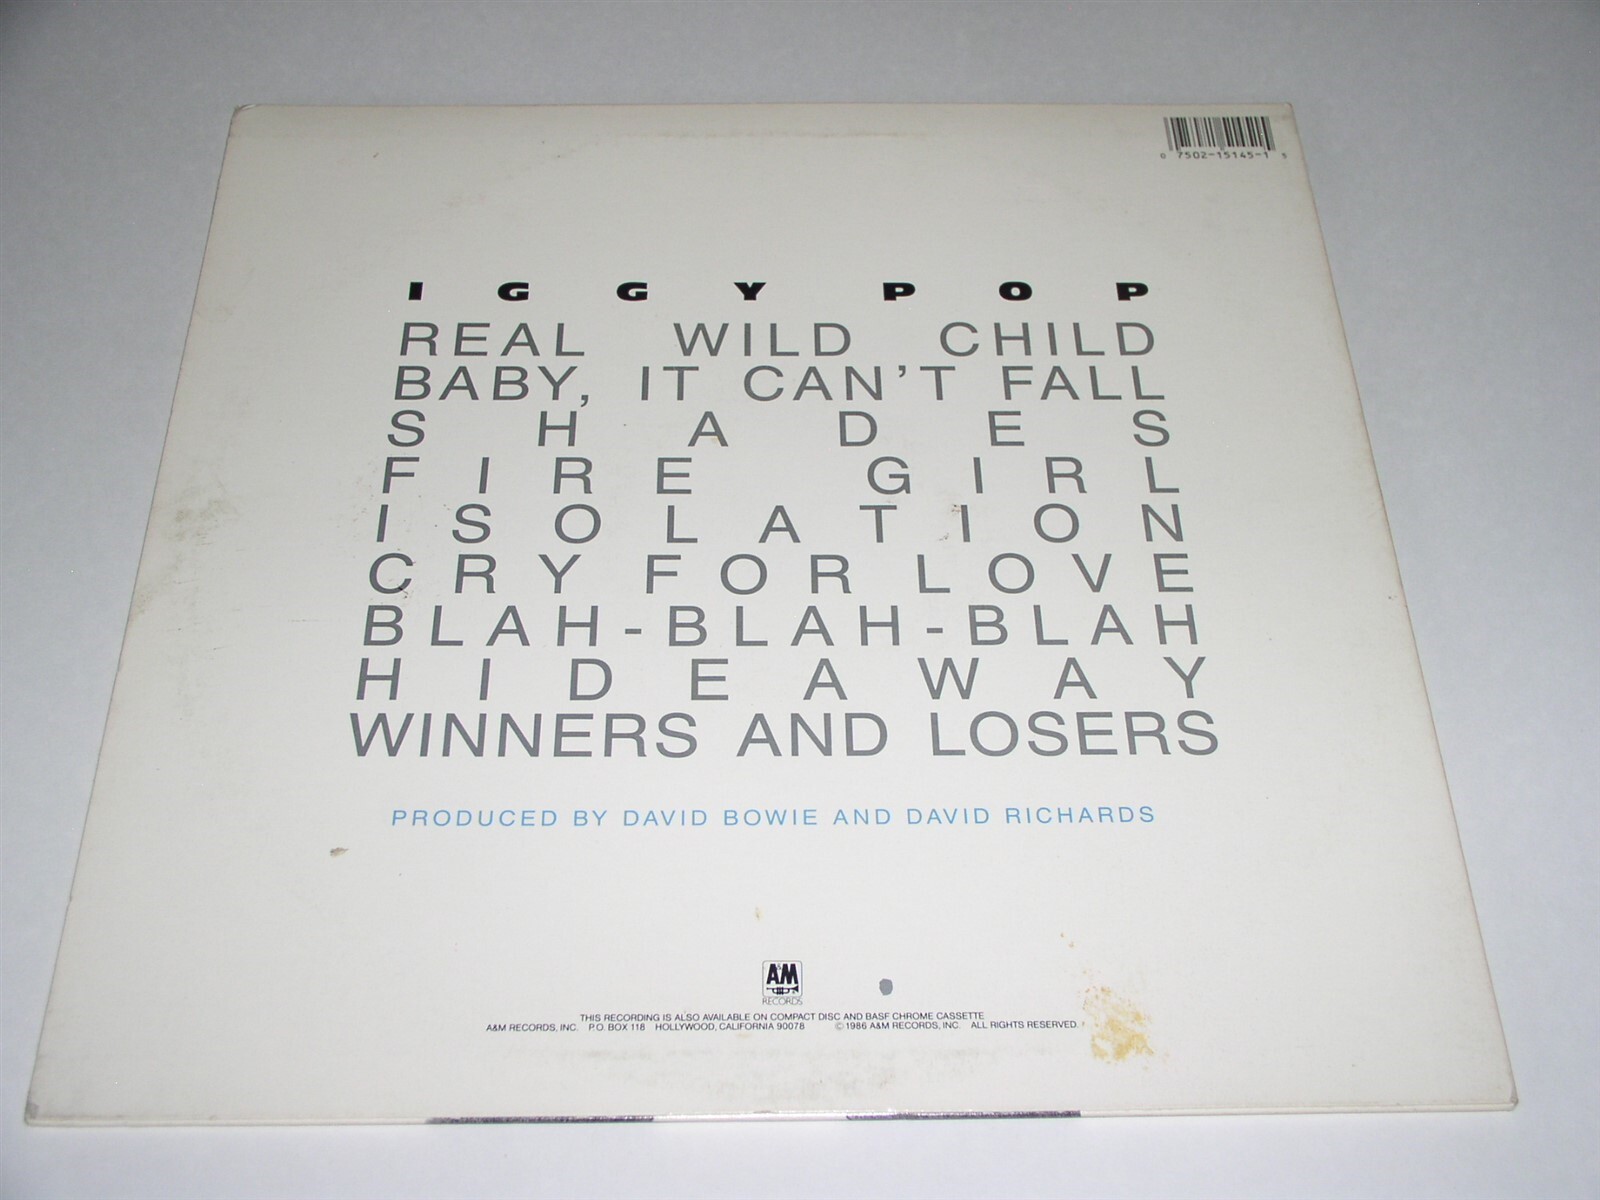 0 7502-15145-1 5
IGGY POP
REAL WILD CHILD
BABY, IT CAN'T FALL
SHADES
FIRE GIRL
ISOLATION
CRY FOR LOVE
BLAH-BLAH-BLAH
HIDEAWAY
WINNERS AND LOSERS
PRODUCED BY DAVID BOWIE AND DAVID RICHARDS
A&M
RECORDS
THIS RECORDING IS ALSO AVAILABLE ON COMPACT DISC AND BASF CHROME CASSETTE
A&M RECORDS, INC. P.O. BOX 118 HOLLYWOOD, CALIFORNIA 90078 ©1986 A&M RECORDS, INC. ALL RIGHTS RESERVED.